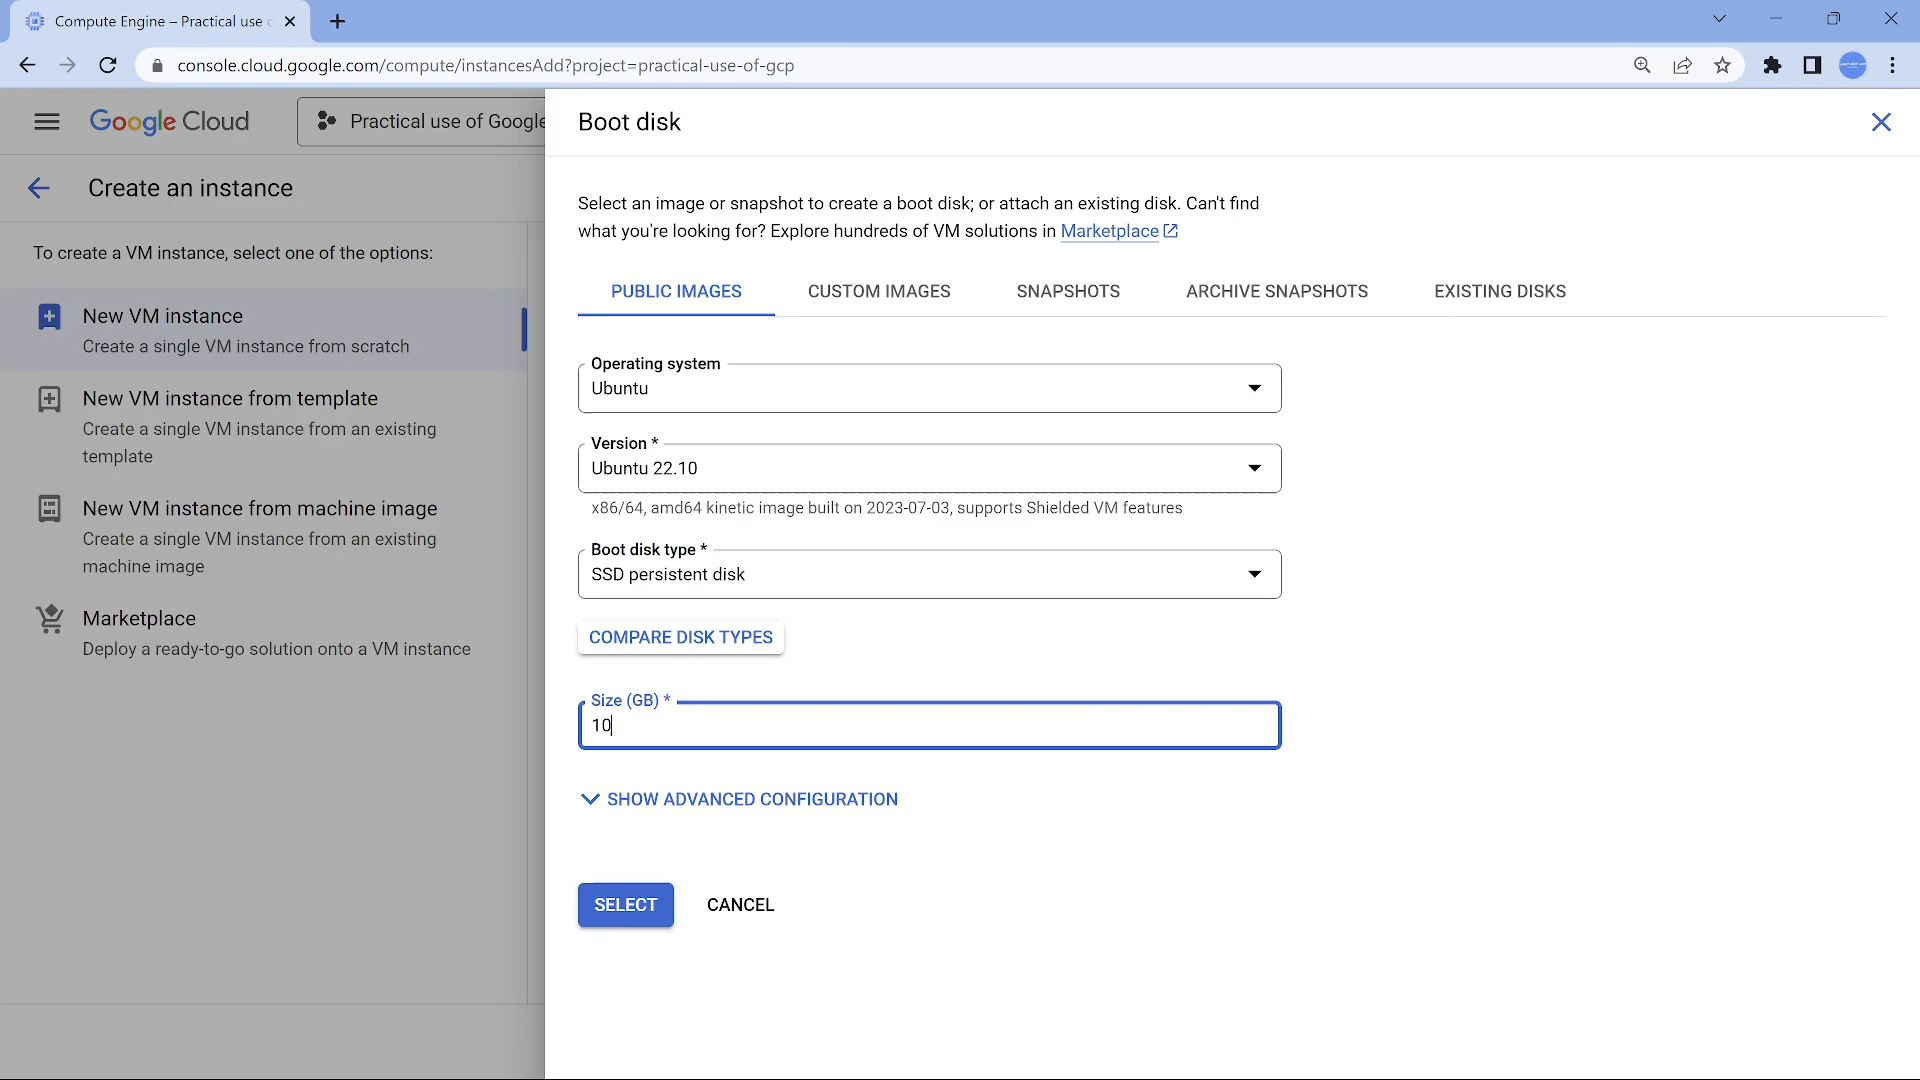 Compute Engine – Practical use o
console.cloud.google.com/compute/instancesAdd?project=practical-use-of-gcp
Google Cloud
Practical use of Google
Create an instance
To create a VM instance, select one of the options:
New VM instance
Create a single VM instance from scratch
New VM instance from template
Create a single VM instance from an existing
template
New VM instance from machine image
Create a single VM instance from an existing
machine image
Marketplace
Deploy a ready-to-go solution onto a VM instance
Boot disk
Select an image or snapshot to create a boot disk; or attach an existing disk. Can't find
what you're looking for? Explore hundreds of VM solutions in Marketplace
PUBLIC IMAGES
CUSTOM IMAGES
SNAPSHOTS
ARCHIVE SNAPSHOTS
EXISTING DISKS
Operating system
Ubuntu
Version *
Ubuntu 22.10
x86/64, amd64 kinetic image built on 2023-07-03, supports Shielded VM features
Boot disk type *
SSD persistent disk
COMPARE DISK TYPES
Size (GB) *
10
SHOW ADVANCED CONFIGURATION
SELECT
CANCEL